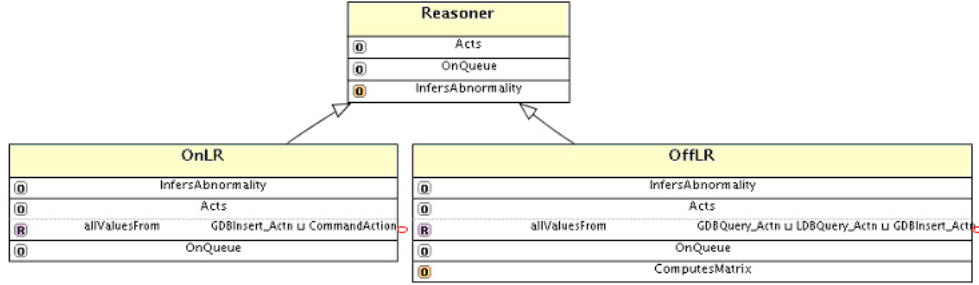 Reasoner
O Acts
O OnQueue
O InfersAbnormality
OnLR
O InfersAbnormality
O Acts
R allValuesFrom GDBInsert_Actn ⊔ CommandAction
O OnQueue
OffLR
O InfersAbnormality
O Acts
R allValuesFrom GDBQuery_Actn ⊔ LDBQuery_Actn ⊔ GDBInsert_Actn
O OnQueue
O ComputesMatrix